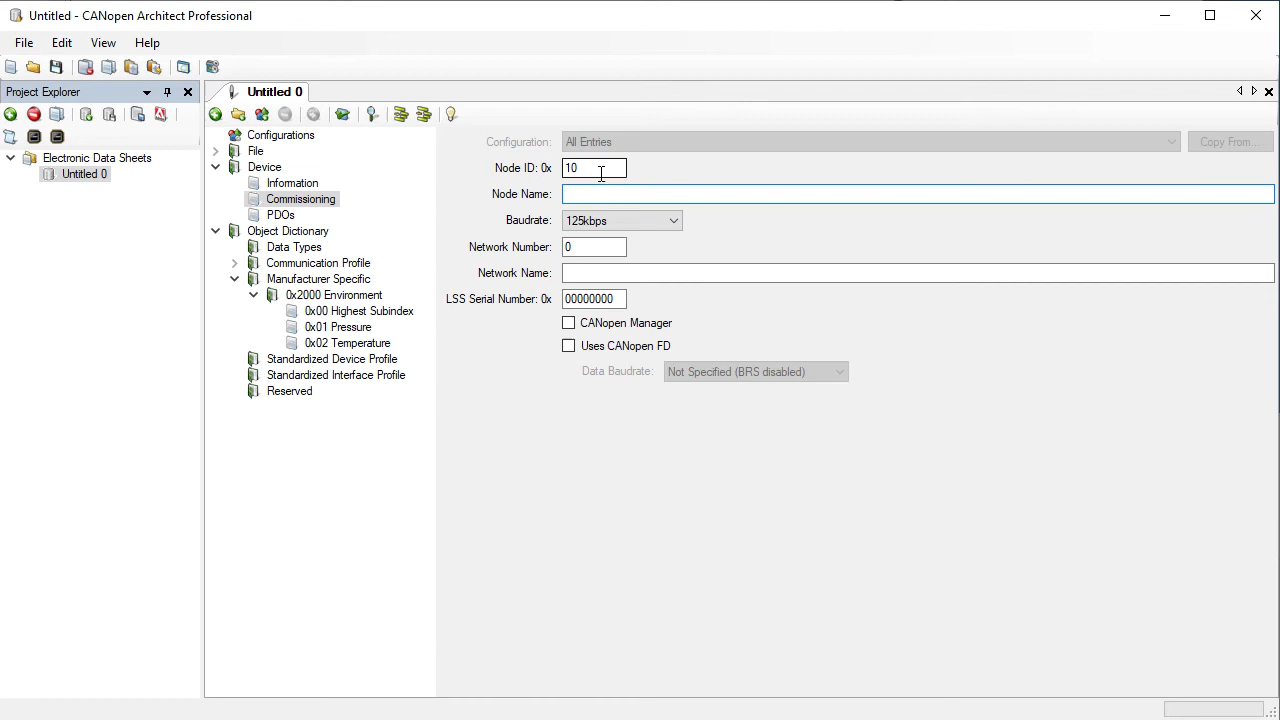 Untitled - CANopen Architect Professional
File Edit View Help
Project Explorer
Untitled 0
Electronic Data Sheets
Untitled 0
Configurations
File
Device
Information
Commissioning
PDOs
Object Dictionary
Data Types
Communication Profile
Manufacturer Specific
0x2000 Environment
0x00 Highest Subindex
0x01 Pressure
0x02 Temperature
Standardized Device Profile
Standardized Interface Profile
Reserved
Configuration: All Entries Copy From...
Node ID: 0x 10
Node Name:
Baudrate: 125kbps
Network Number: 0
Network Name:
LSS Serial Number: 0x 00000000
CANopen Manager
Uses CANopen FD
Data Baudrate: Not Specified (BRS disabled)